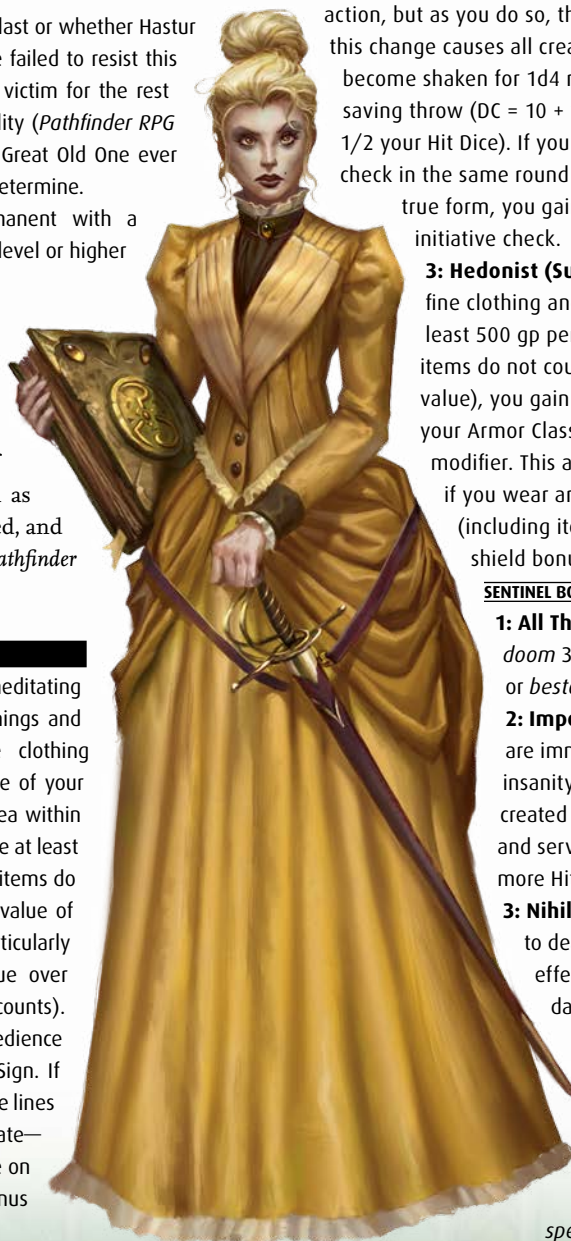 last or whether Hastur
failed to resist this
victim for the rest
lity (Pathfinder RPG
Great Old One ever
etermine.
manent with a
level or higher
as
ed, and
athfinder
editating
ings and
clothing
e of your
ea within
e at least
items do
value of
ticularly
ue over
counts).
edience
Sign. If
e lines
ate—
e on
nus
action, but as you do so, th
this change causes all crea
become shaken for 1d4 r
saving throw (DC = 10 +
1/2 your Hit Dice). If you
check in the same round
true form, you gai
initiative check.
3: Hedonist (Su
fine clothing an
least 500 gp per
items do not cou
value), you gain
your Armor Class
modifier. This a
if you wear ar
(including ite
shield bonu
SENTINEL BO
1: All Th
doom 3
or besto
2: Impe
are imm
insanity
created
and serv
more Hi
3: Nihil
to de
effe
da
spe